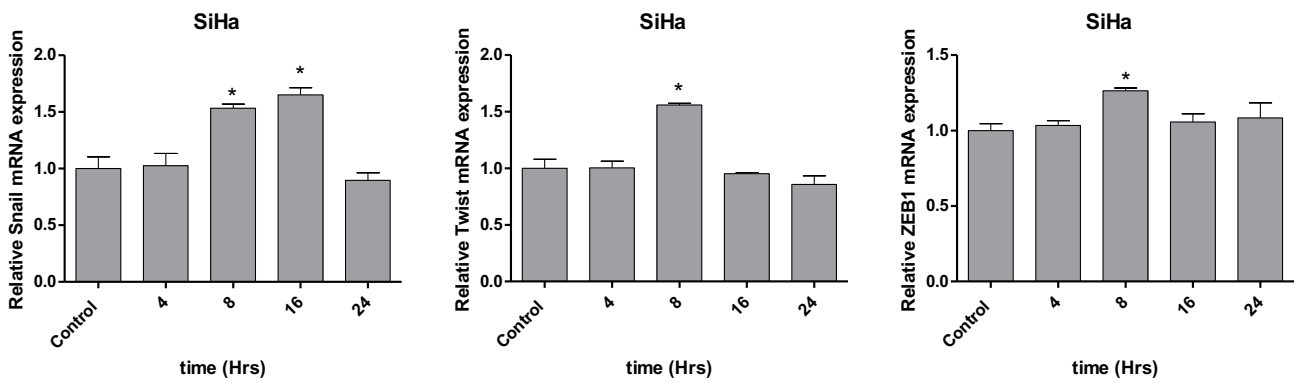 SiHa
Relative Snail mRNA expression
2.0
1.5
1.0
0.5
0.0
*
*
Control
4
8
16
24
time (Hrs)
SiHa
Relative Twist mRNA expression
2.0
1.5
1.0
0.5
0.0
*
Control
4
8
16
24
time (Hrs)
SiHa
Relative ZEB1 mRNA expression
1.5
1.0
0.5
0.0
*
Control
4
8
16
24
time (Hrs)